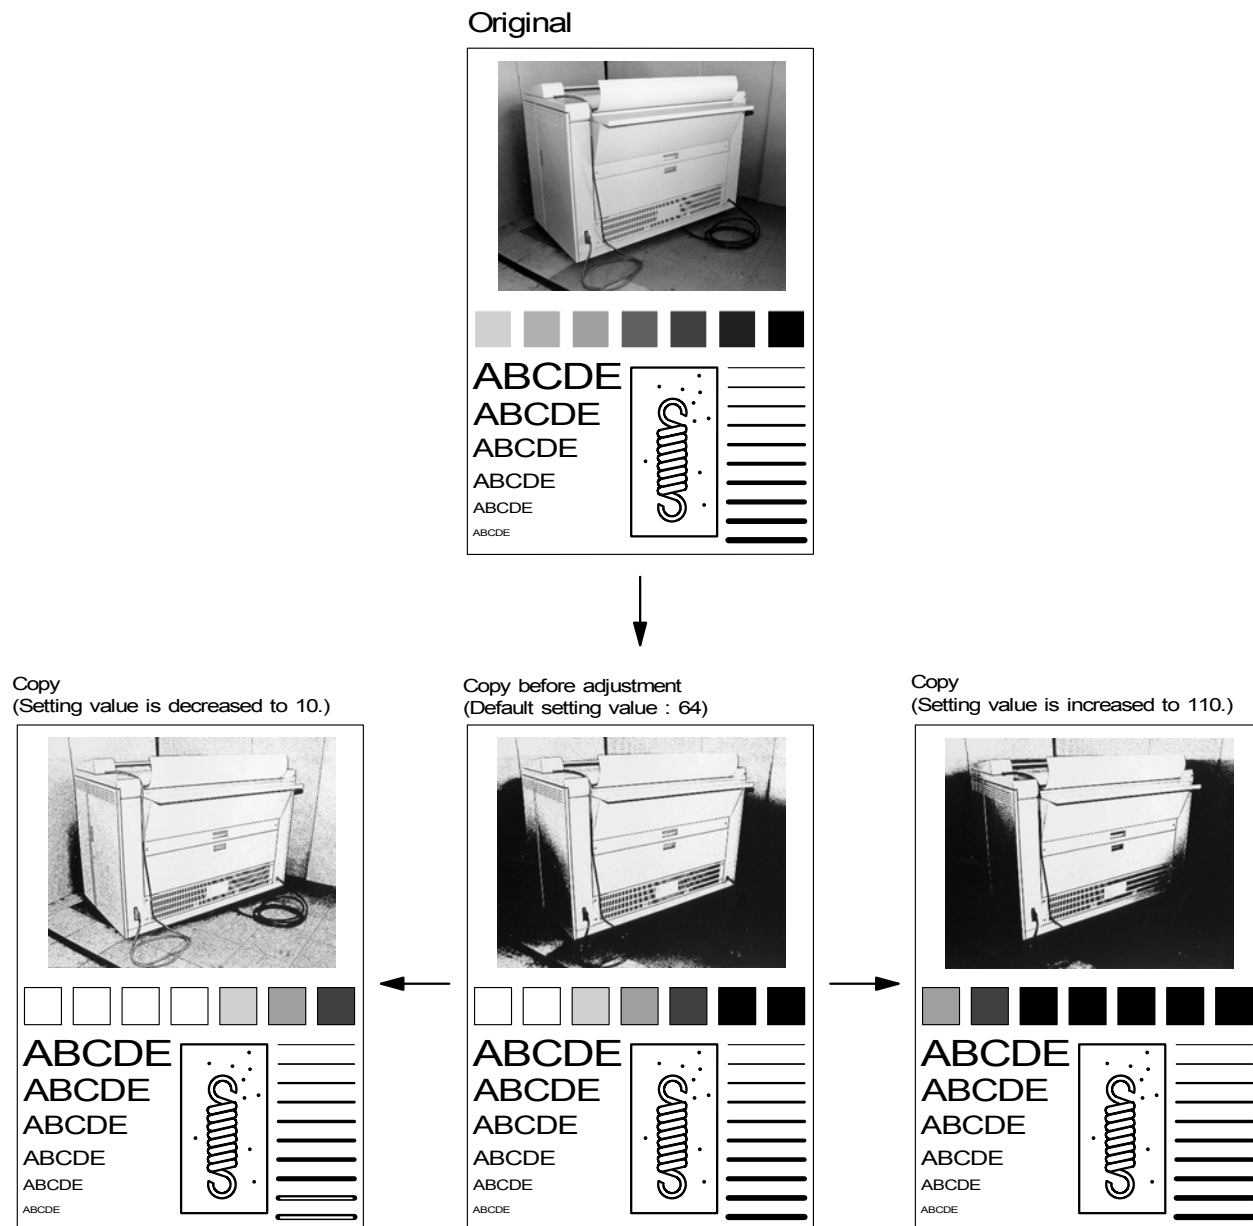 Original
ABCDE
ABCDE
ABCDE
ABCDE
ABCDE
ABCDE
Copy
(Setting value is decreased to 10.)
ABCDE
ABCDE
ABCDE
ABCDE
ABCDE
ABCDE
Copy before adjustment
(Default setting value : 64)
ABCDE
ABCDE
ABCDE
ABCDE
ABCDE
ABCDE
Copy
(Setting value is increased to 110.)
ABCDE
ABCDE
ABCDE
ABCDE
ABCDE
ABCDE